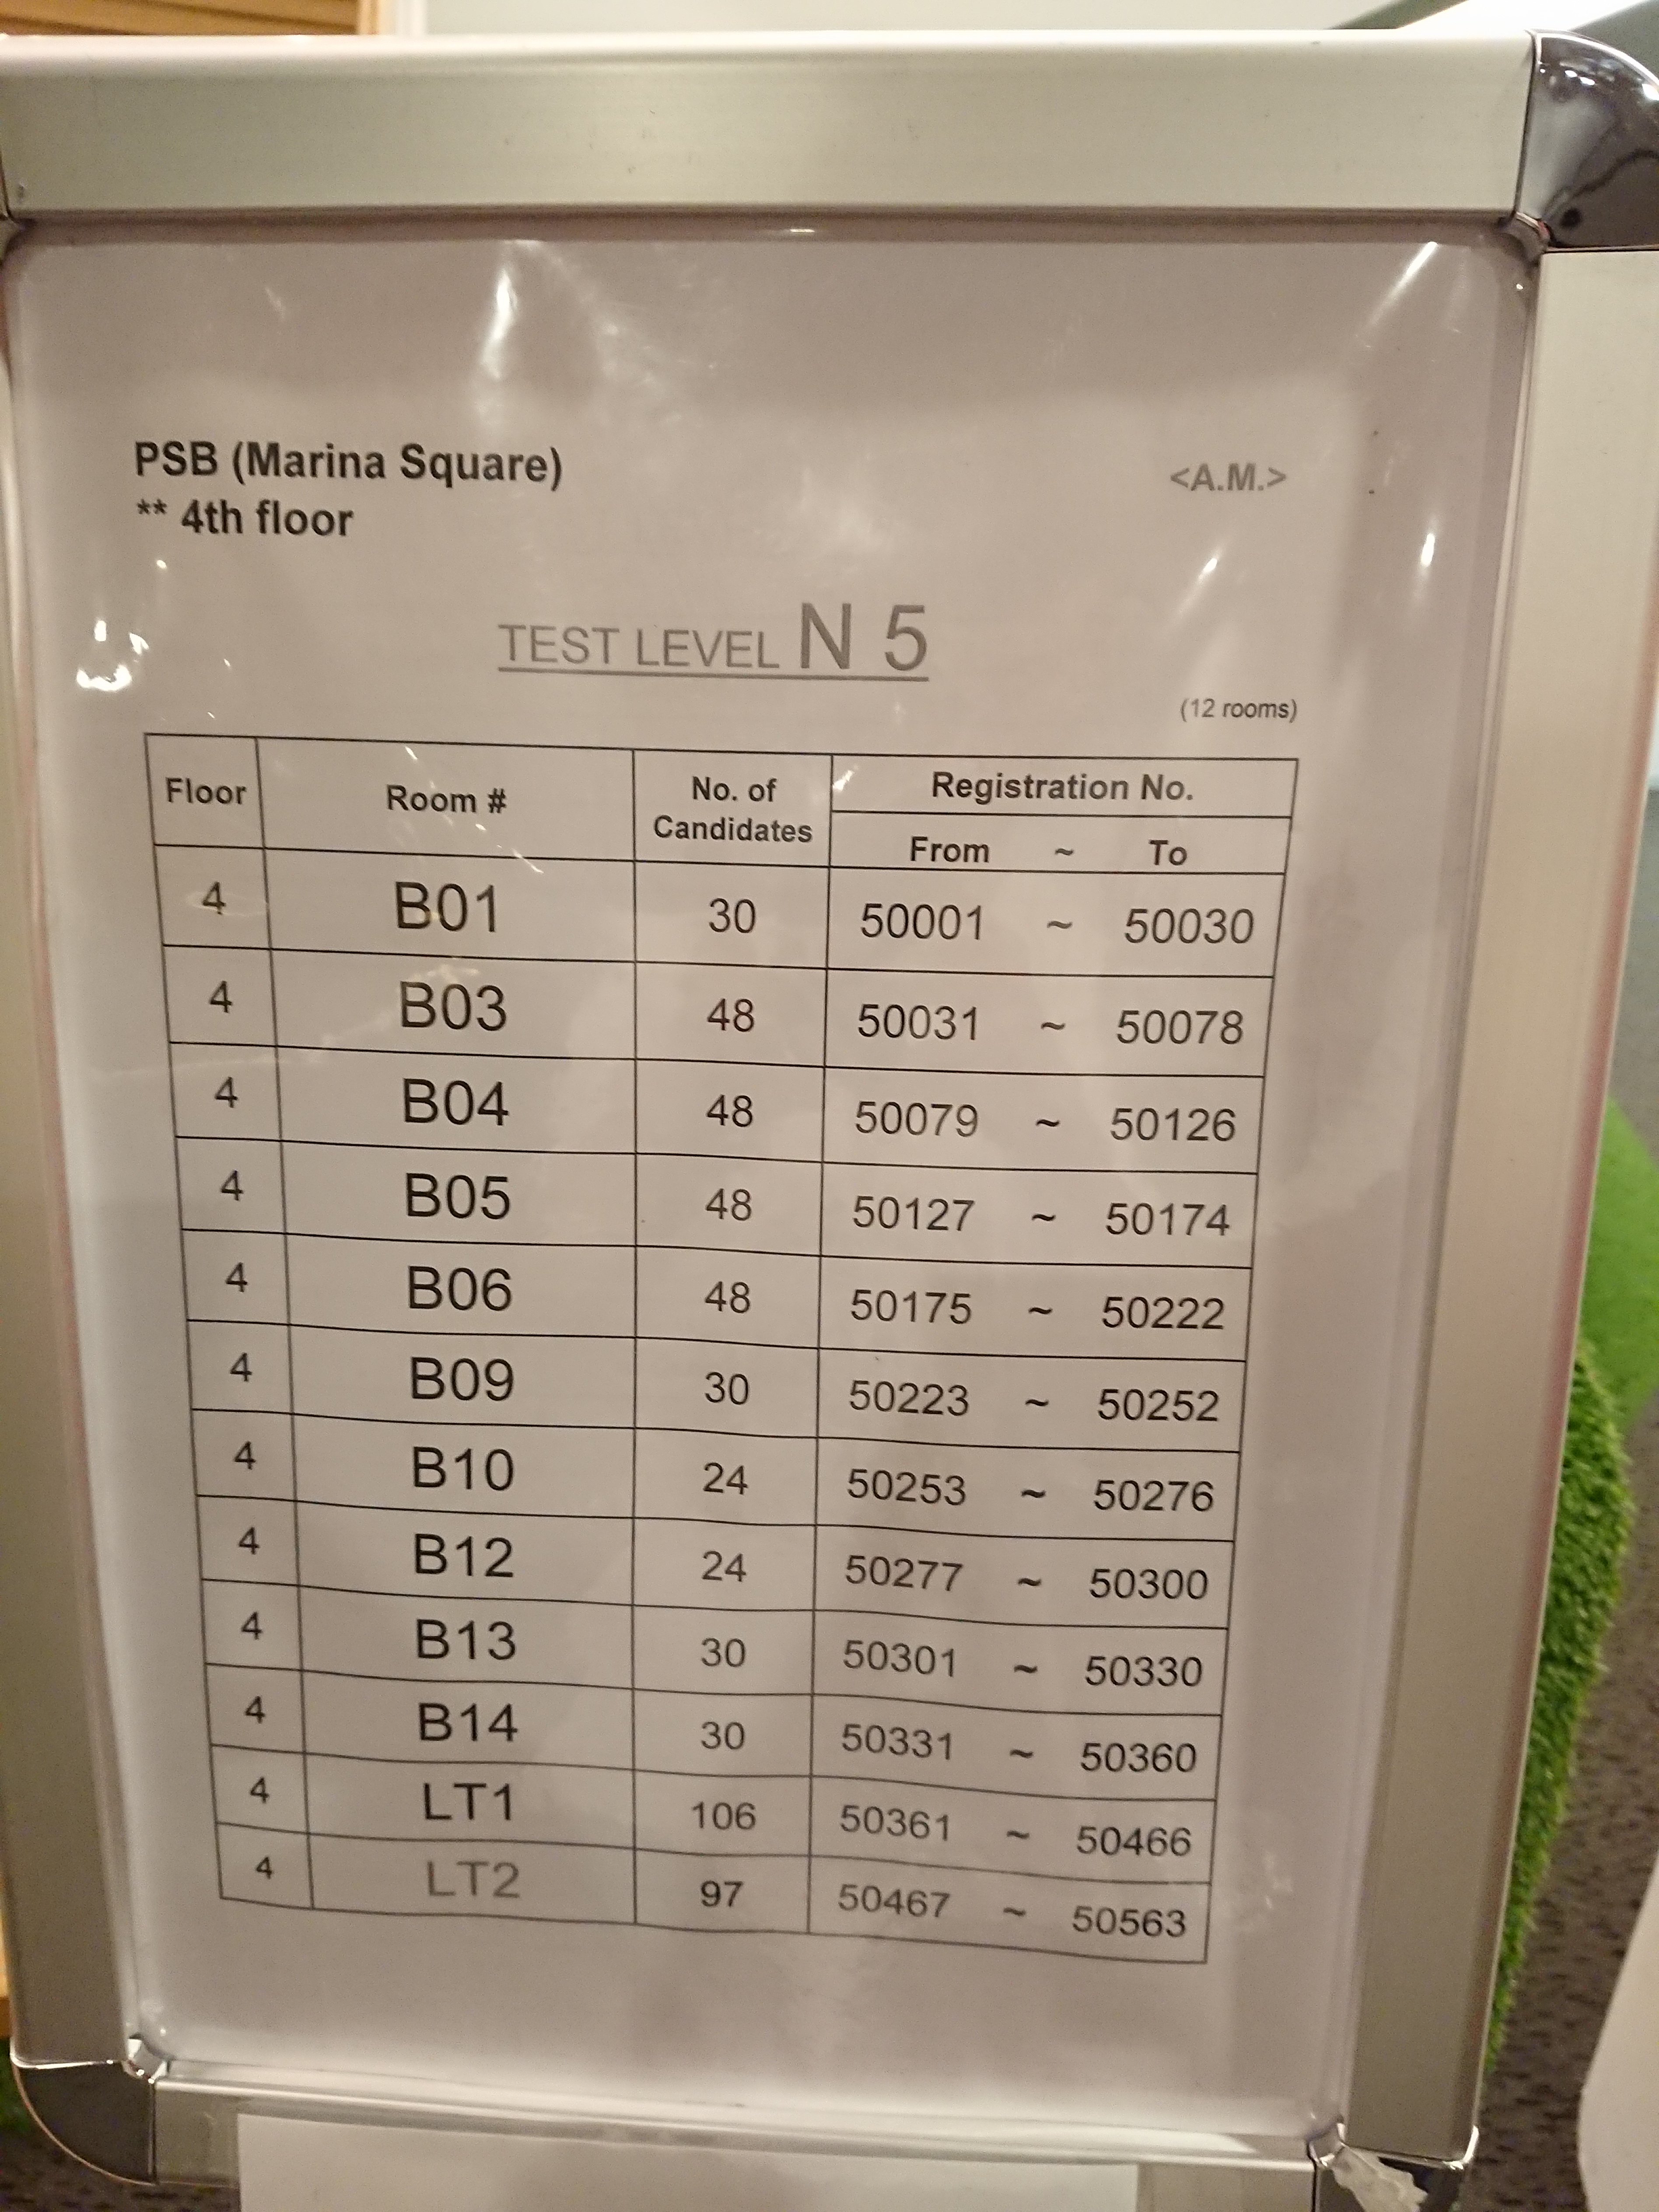 PSB (Marina Square)
<A.M.>
** 4th floor
TEST LEVEL N 5
(12 rooms)
Floor Room # No. of Candidates Registration No.
From ~ To
4 B01 30 50001 ~ 50030
4 B03 48 50031 ~ 50078
4 B04 48 50079 ~ 50126
4 B05 48 50127 ~ 50174
4 B06 48 50175 ~ 50222
4 B09 30 50223 ~ 50252
4 B10 24 50253 ~ 50276
4 B12 24 50277 ~ 50300
4 B13 30 50301 ~ 50330
4 B14 30 50331 ~ 50360
4 LT1 106 50361 ~ 50466
4 LT2 97 50467 ~ 50563